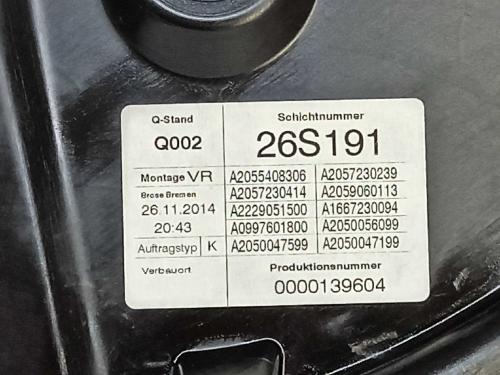 Q-Stand Schichtnummer
Q002 26S191
Montage VR A2055408306 A2057230239
Brose Bremen A2057230414 A2059060113
26.11.2014 A2229051500 A1667230094
20:43 A0997601800 A2050056099
Auftragstyp K A2050047599 A2050047199
Verbauort Produktionsnummer
0000139604